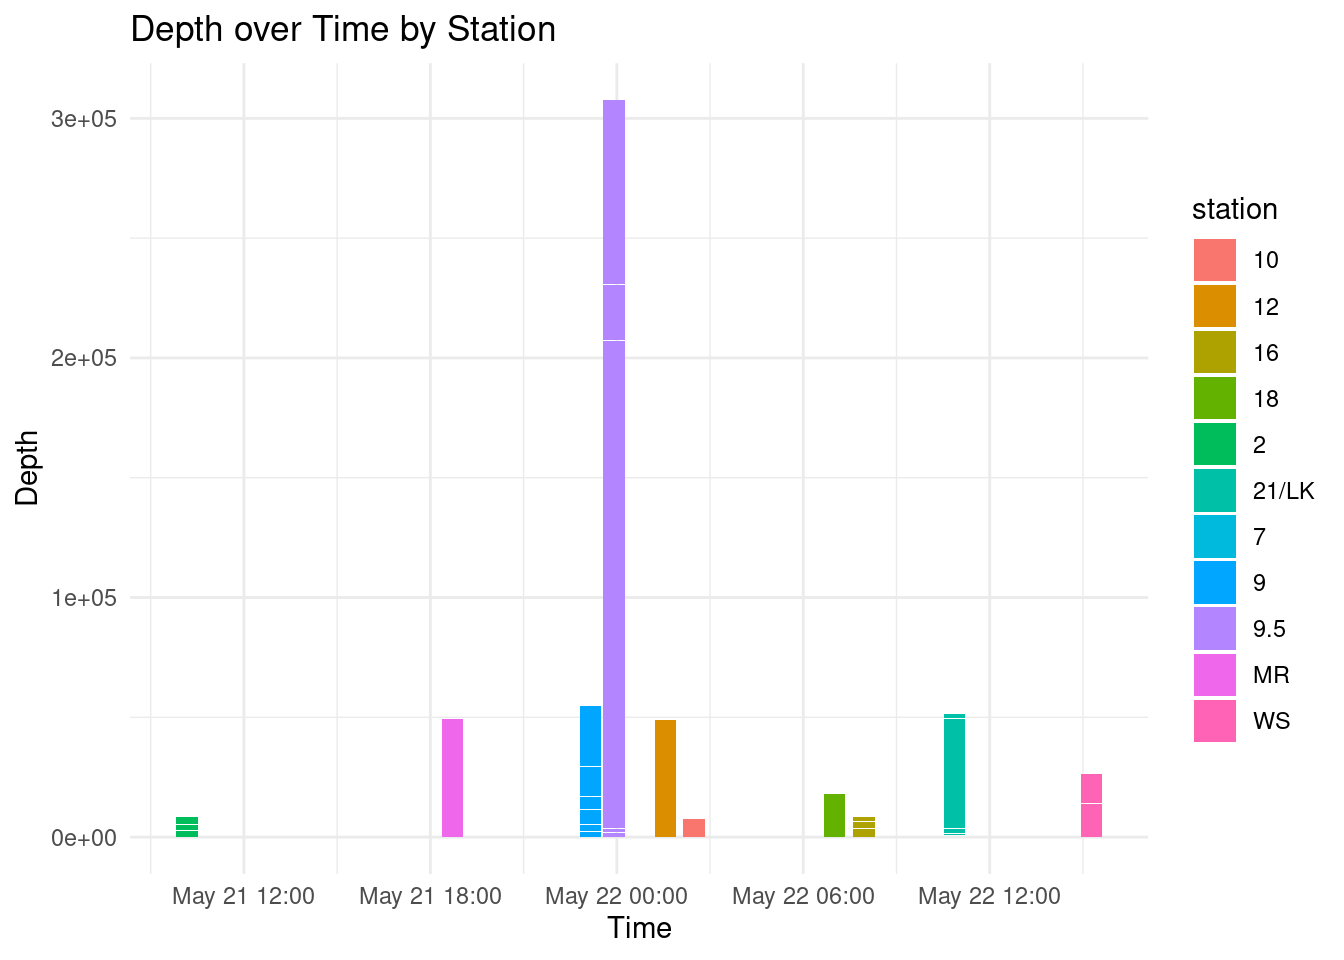 Depth over Time by Station
3e+05
2e+05
1e+05
0e+00
Depth
May 21 12:00
May 21 18:00
May 22 00:00
May 22 06:00
May 22 12:00
Time
station
10
12
16
18
2
21/LK
7
9
9.5
MR
WS